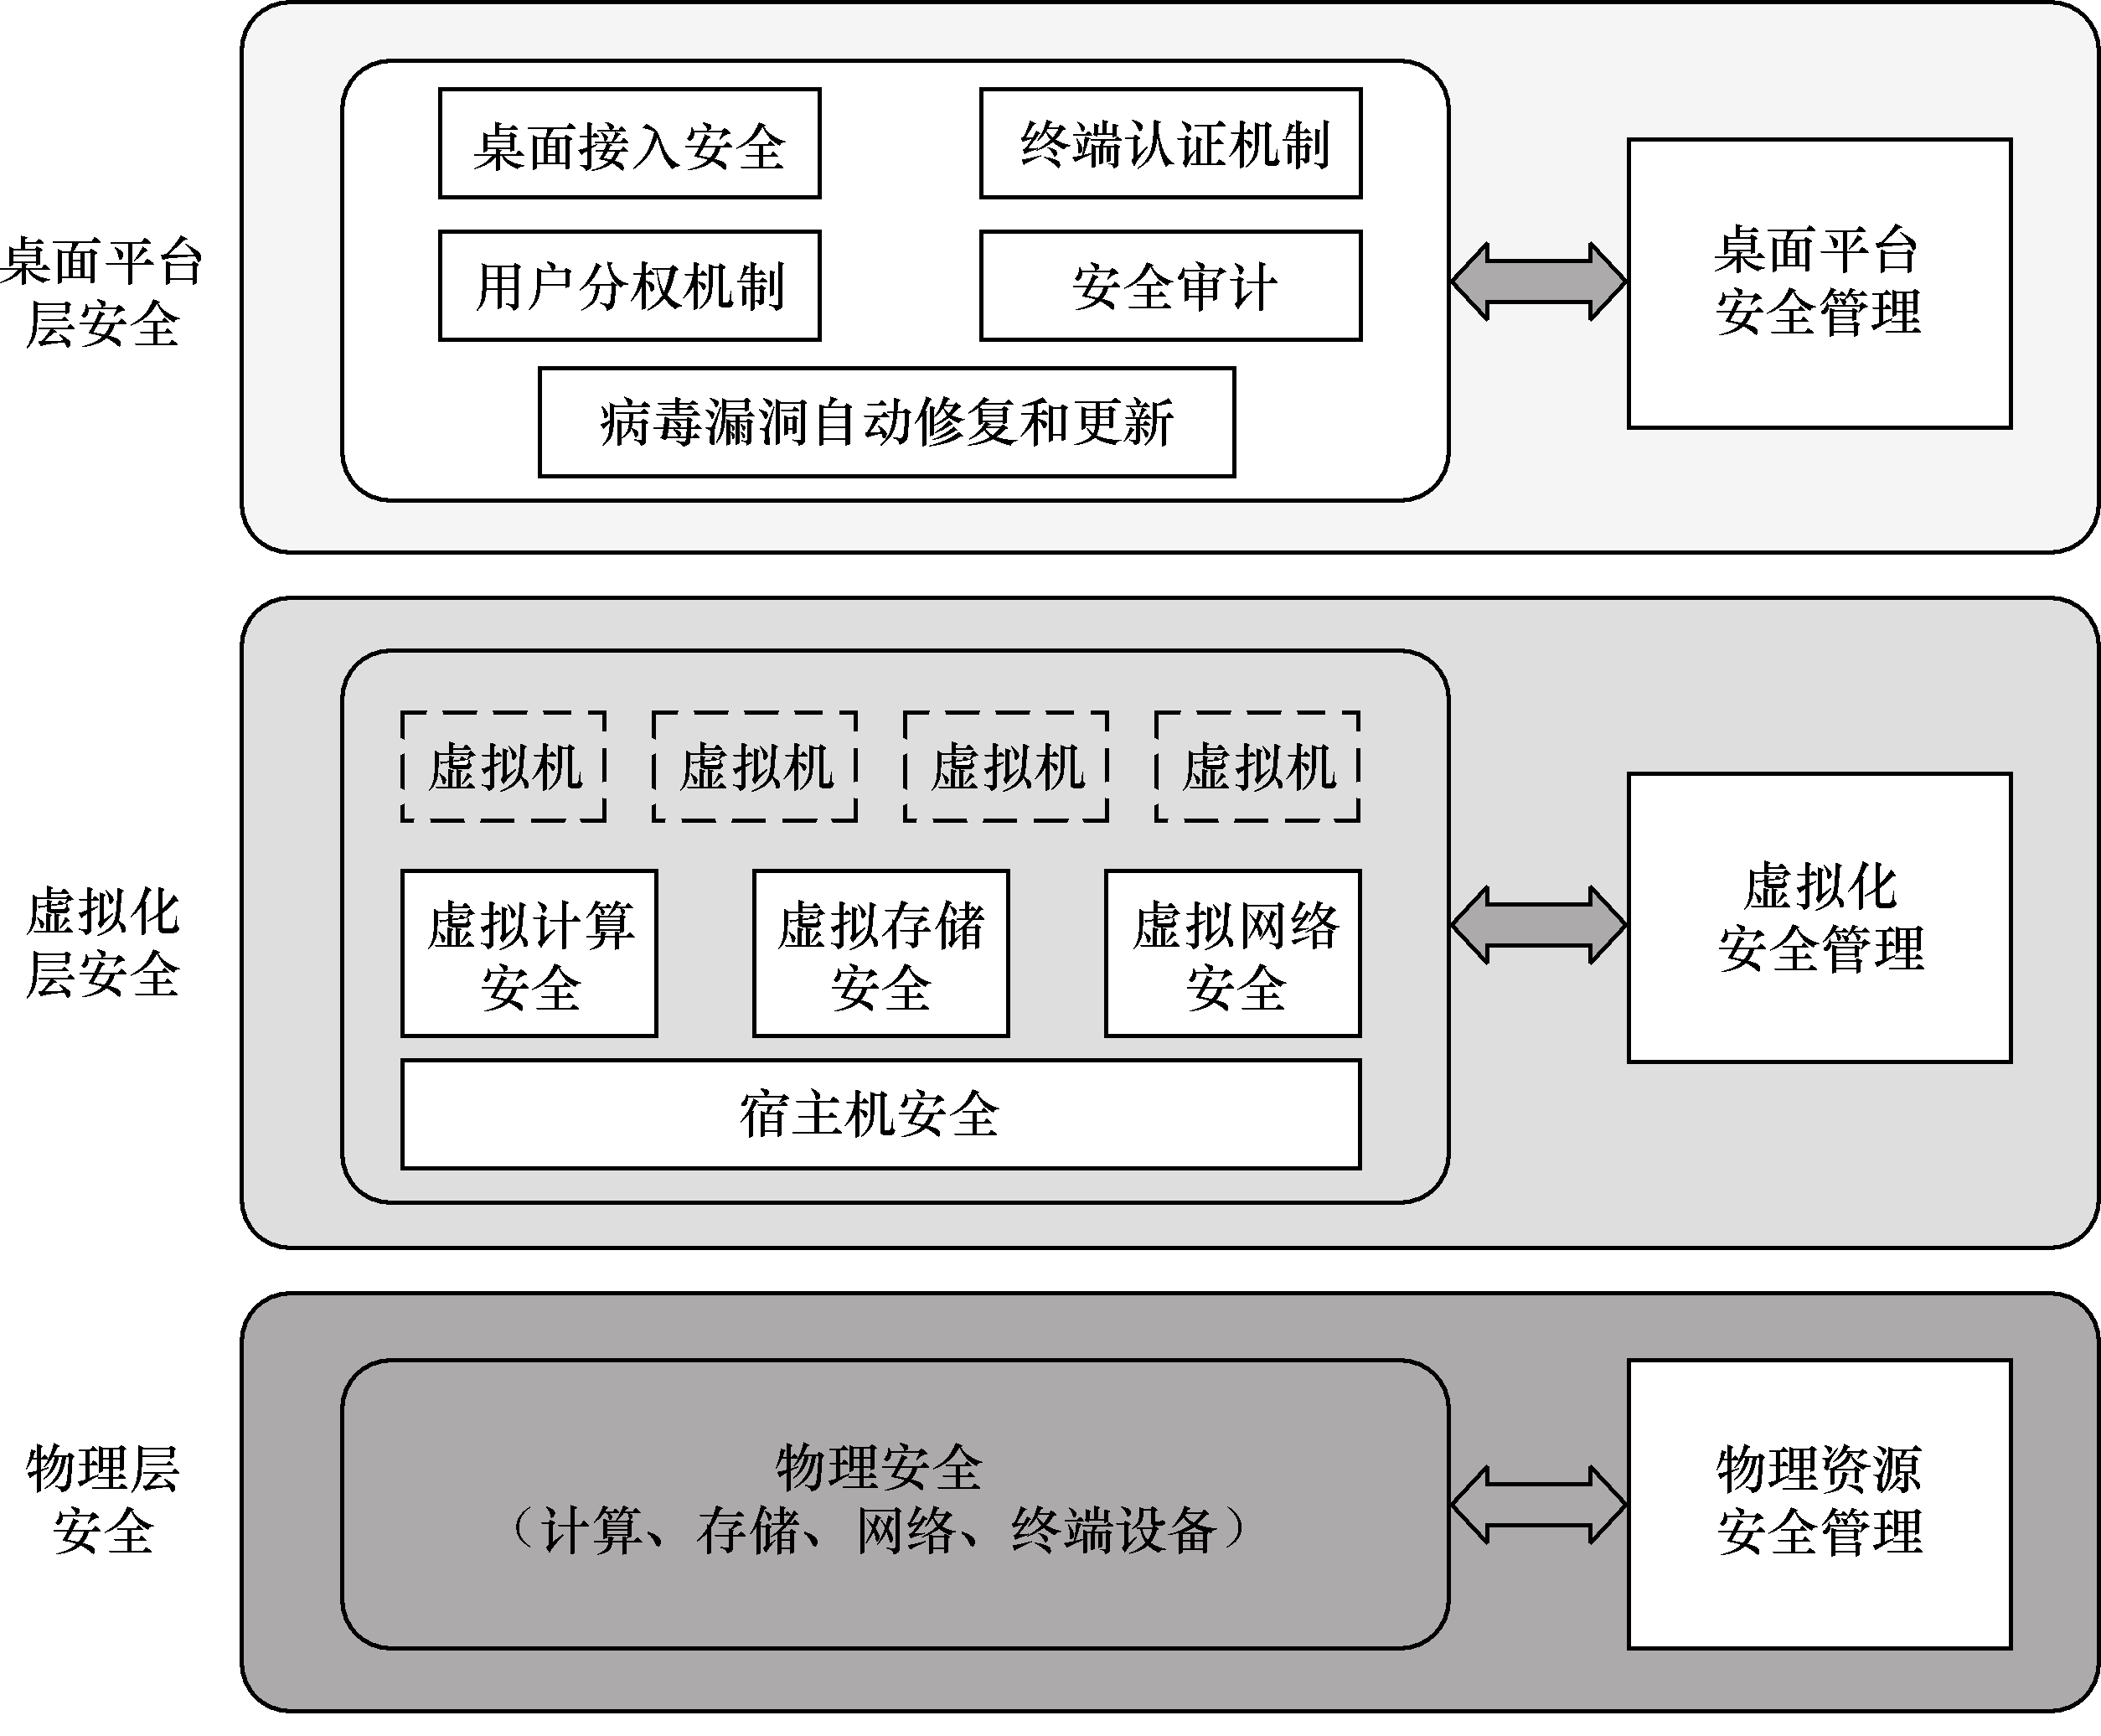 桌面平台
层安全
桌面接入安全
终端认证机制
用户分权机制
安全审计
病毒漏洞自动修复和更新
桌面平台
安全管理
虚拟化
层安全
虚拟机
虚拟机
虚拟机
虚拟机
虚拟计算
安全
虚拟存储
安全
虚拟网络
安全
宿主机安全
虚拟化
安全管理
物理层
安全
物理安全
（计算、存储、网络、终端设备）
物理资源
安全管理